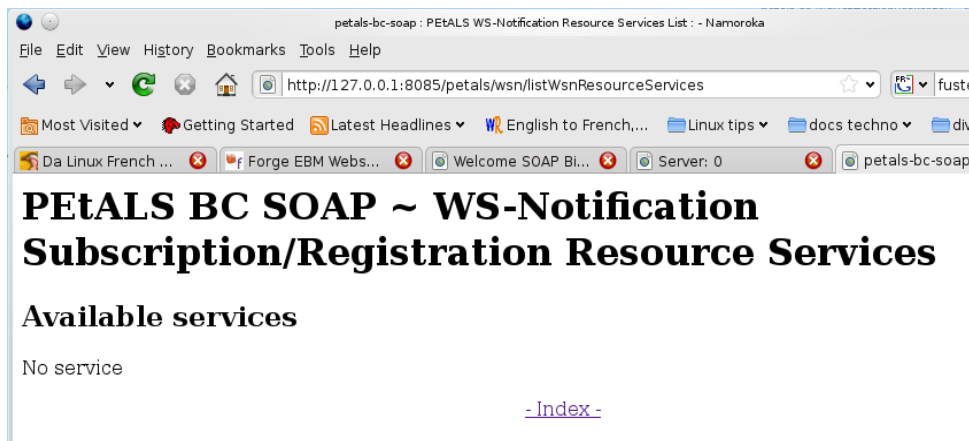 petals-bc-soap : PEtALS WS-Notification Resource Services List : - Namoroka
File Edit View History Bookmarks Tools Help
http://127.0.0.1:8085/petals/wsn/listWsnResourceServices FR fuste
Most Visited Getting Started Latest Headlines W English to French,... Linux tips docs techno div
Da Linux French ... Forge EBM Webs... Welcome SOAP Bi... Server: 0 petals-bc-soap
PEtALS BC SOAP ~ WS-Notification
Subscription/Registration Resource Services
Available services
No service
- Index -